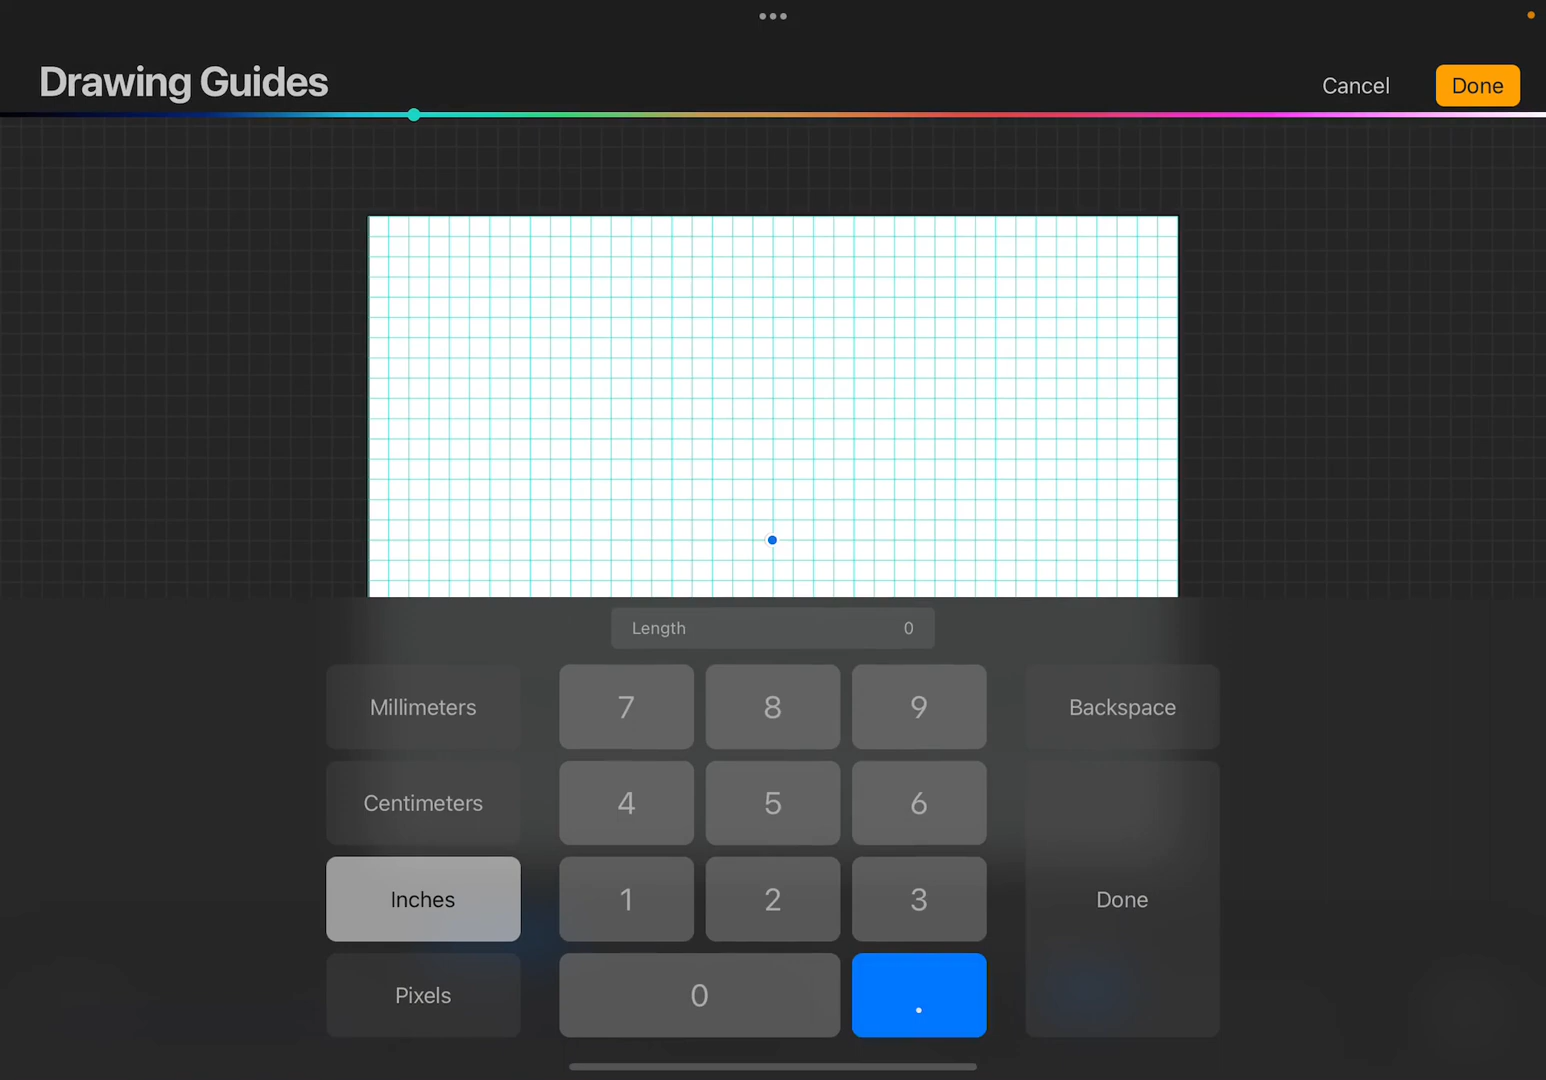 Drawing Guides
Cancel
Done
Length 0
Millimeters
7
8
9
Backspace
Centimeters
4
5
6
Inches
1
2
3
Done
Pixels
0
.